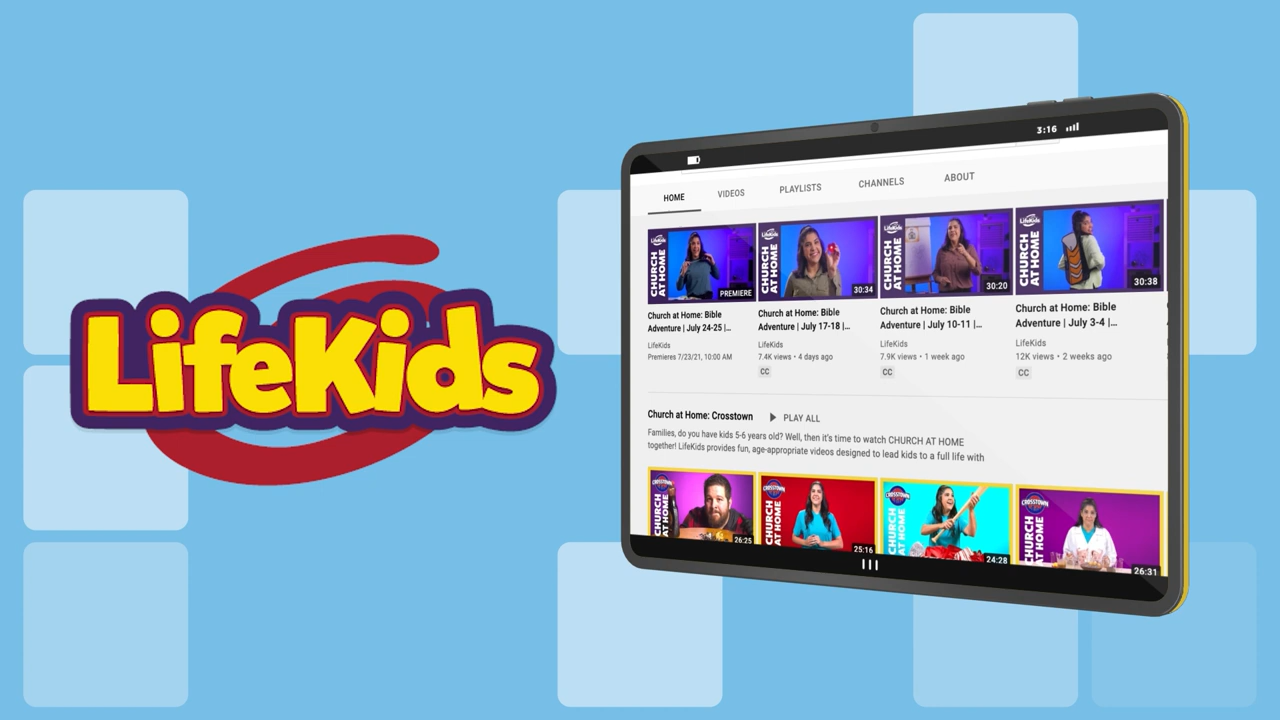 LifeKids
3:16
HOME VIDEOS PLAYLISTS CHANNELS ABOUT
LifeKids
CHURCH
AT HOME
PREMIERE
LifeKids
CHURCH
AT HOME
30:34
LifeKids
CHURCH
AT HOME
30:20
LifeKids
CHURCH
AT HOME
30:38
Church at Home: Bible
Adventure | July 24-25 |...
LifeKids
Premieres 7/23/21, 10:00 AM
Church at Home: Bible
Adventure | July 17-18 |...
LifeKids
7.4K views • 4 days ago
CC
Church at Home: Bible
Adventure | July 10-11 |...
LifeKids
7.9K views • 1 week ago
CC
Church at Home: Bible
Adventure | July 3-4 |...
LifeKids
12K views • 2 weeks ago
CC
Church at Home: Crosstown PLAY ALL
Families, do you have kids 5-6 years old? Well, then it's time to watch CHURCH AT HOME
together! LifeKids provides fun, age-appropriate videos designed to lead kids to a full life with
CROSSTOWN
CHURCH
AT HOME
26:25
CROSSTOWN
CHURCH
AT HOME
25:16
CROSSTOWN
CHURCH
AT HOME
24:28
CROSSTOWN
CHURCH
AT HOME
26:31